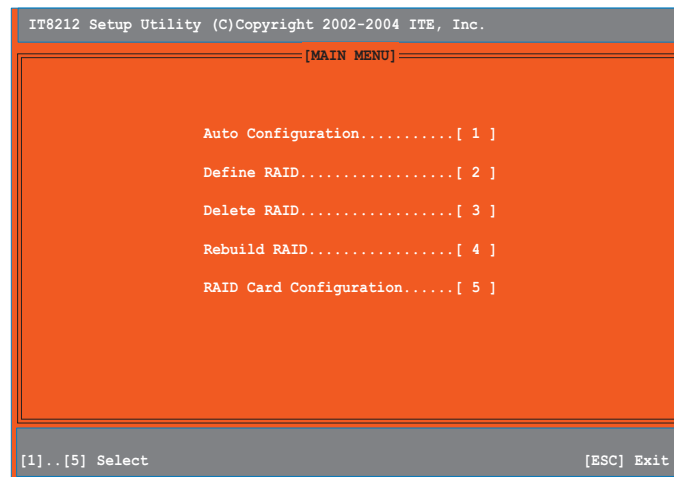 IT8212 Setup Utility (C)Copyright 2002-2004 ITE, Inc.
[MAIN MENU]
Auto Configuration...........[ 1 ]
Define RAID..................[ 2 ]
Delete RAID..................[ 3 ]
Rebuild RAID.................[ 4 ]
RAID Card Configuration......[ 5 ]
[1]..[5] Select [ESC] Exit